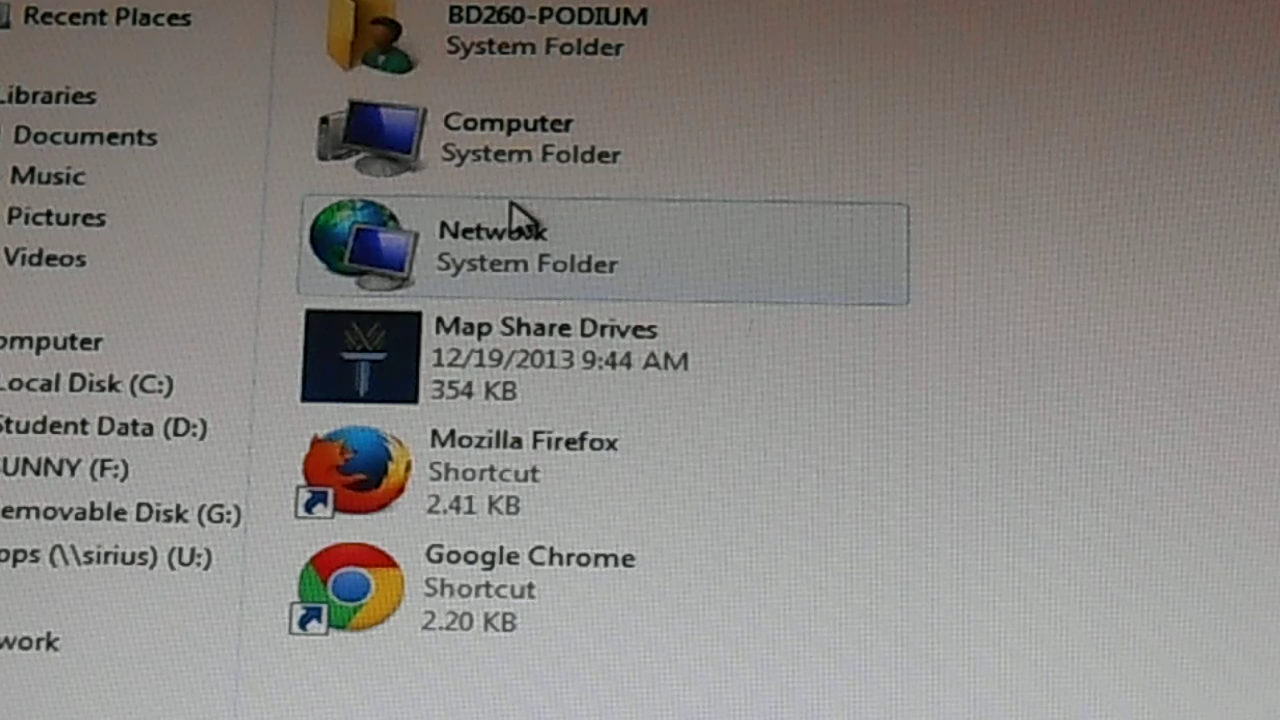 Recent Places
Libraries
Documents
Music
Pictures
Videos
omputer
Local Disk (C:)
Student Data (D:)
UNNY (F:)
emovable Disk (G:)
pps (\\sirius) (U:)
work
BD260-PODIUM
System Folder
Computer
System Folder
Network
System Folder
Map Share Drives
12/19/2013 9:44 AM
354 KB
Mozilla Firefox
Shortcut
2.41 KB
Google Chrome
Shortcut
2.20 KB